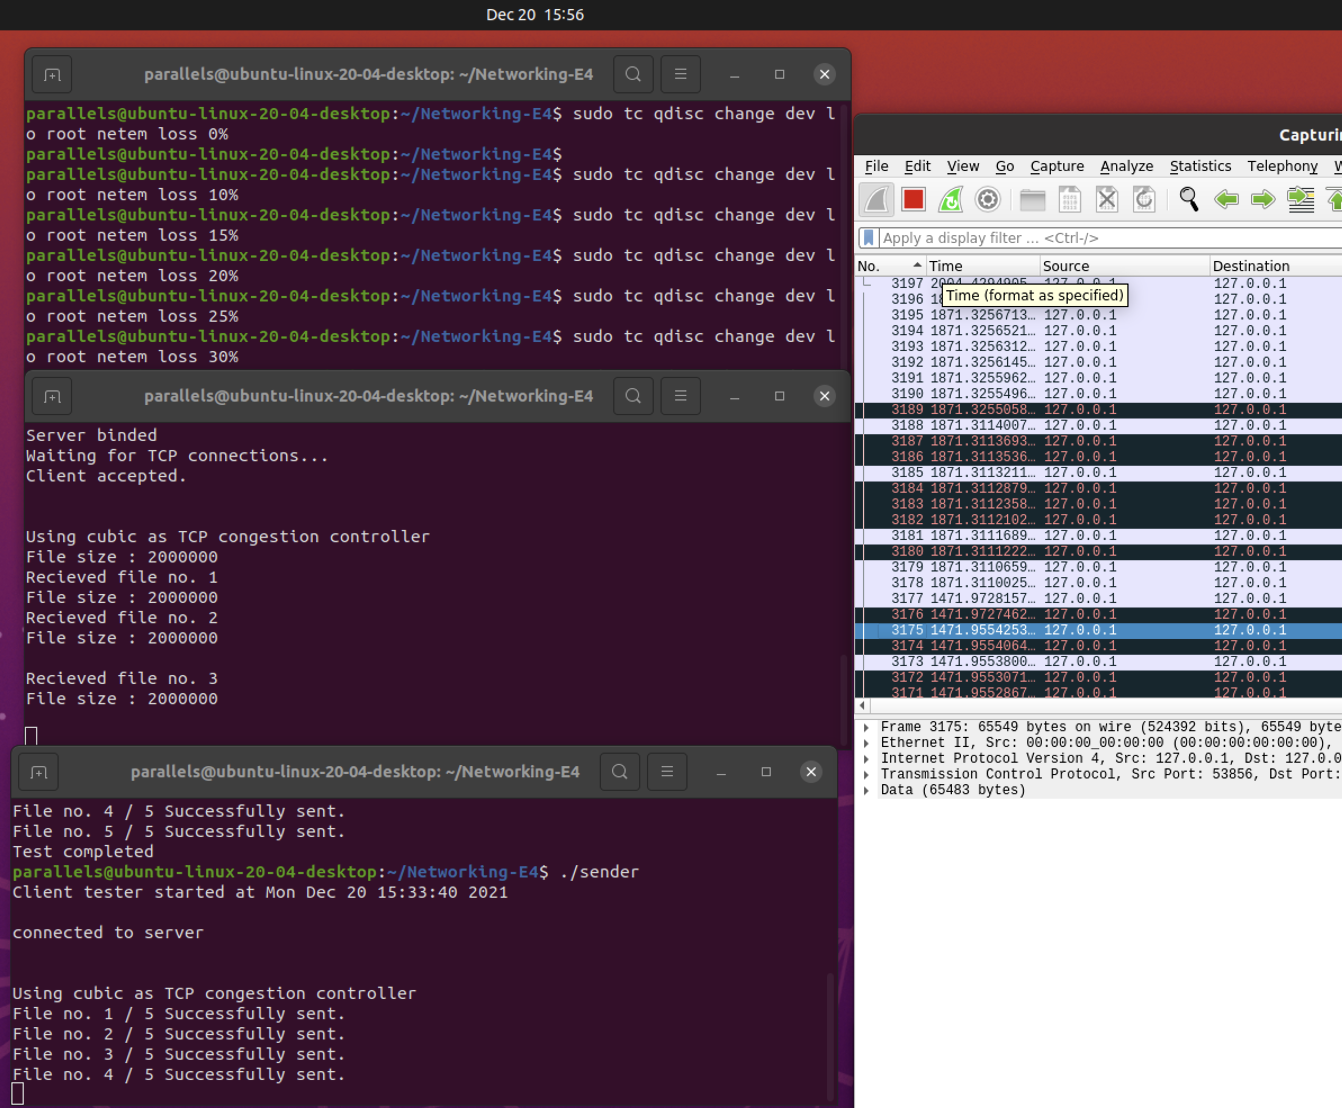 Dec 20  15:56
parallels@ubuntu-linux-20-04-desktop: ~/Networking-E4
parallels@ubuntu-linux-20-04-desktop:~/Networking-E4$ sudo tc qdisc change dev l
o root netem loss 0%
parallels@ubuntu-linux-20-04-desktop:~/Networking-E4$
parallels@ubuntu-linux-20-04-desktop:~/Networking-E4$ sudo tc qdisc change dev l
o root netem loss 10%
parallels@ubuntu-linux-20-04-desktop:~/Networking-E4$ sudo tc qdisc change dev l
o root netem loss 15%
parallels@ubuntu-linux-20-04-desktop:~/Networking-E4$ sudo tc qdisc change dev l
o root netem loss 20%
parallels@ubuntu-linux-20-04-desktop:~/Networking-E4$ sudo tc qdisc change dev l
o root netem loss 25%
parallels@ubuntu-linux-20-04-desktop:~/Networking-E4$ sudo tc qdisc change dev l
o root netem loss 30%
parallels@ubuntu-linux-20-04-desktop: ~/Networking-E4
Server binded
Waiting for TCP connections...
Client accepted.
Using cubic as TCP congestion controller
File size : 2000000
Recieved file no. 1
File size : 2000000
Recieved file no. 2
File size : 2000000
Recieved file no. 3
File size : 2000000
parallels@ubuntu-linux-20-04-desktop: ~/Networking-E4
File no. 4 / 5 Successfully sent.
File no. 5 / 5 Successfully sent.
Test completed
parallels@ubuntu-linux-20-04-desktop:~/Networking-E4$ ./sender
Client tester started at Mon Dec 20 15:33:40 2021
connected to server
Using cubic as TCP congestion controller
File no. 1 / 5 Successfully sent.
File no. 2 / 5 Successfully sent.
File no. 3 / 5 Successfully sent.
File no. 4 / 5 Successfully sent.
Capturi
File Edit View Go Capture Analyze Statistics Telephony
Apply a display filter ... <Ctrl-/>
No. Time Source Destination
3197 127.0.0.1
Time (format as specified)
3196 127.0.0.1
3195 1871.3256713… 127.0.0.1 127.0.0.1
3194 1871.3256521… 127.0.0.1 127.0.0.1
3193 1871.3256312… 127.0.0.1 127.0.0.1
3192 1871.3256145… 127.0.0.1 127.0.0.1
3191 1871.3255962… 127.0.0.1 127.0.0.1
3190 1871.3255496… 127.0.0.1 127.0.0.1
3189 1871.3255058… 127.0.0.1 127.0.0.1
3188 1871.3114007… 127.0.0.1 127.0.0.1
3187 1871.3113693… 127.0.0.1 127.0.0.1
3186 1871.3113536… 127.0.0.1 127.0.0.1
3185 1871.3113211… 127.0.0.1 127.0.0.1
3184 1871.3112879… 127.0.0.1 127.0.0.1
3183 1871.3112358… 127.0.0.1 127.0.0.1
3182 1871.3112102… 127.0.0.1 127.0.0.1
3181 1871.3111689… 127.0.0.1 127.0.0.1
3180 1871.3111222… 127.0.0.1 127.0.0.1
3179 1871.3110659… 127.0.0.1 127.0.0.1
3178 1871.3110025… 127.0.0.1 127.0.0.1
3177 1471.9728157… 127.0.0.1 127.0.0.1
3176 1471.9727462… 127.0.0.1 127.0.0.1
3175 1471.9554253… 127.0.0.1 127.0.0.1
3174 1471.9554064… 127.0.0.1 127.0.0.1
3173 1471.9553800… 127.0.0.1 127.0.0.1
3172 1471.9553071… 127.0.0.1 127.0.0.1
3171 1471.9552867… 127.0.0.1 127.0.0.1
Frame 3175: 65549 bytes on wire (524392 bits), 65549 byte
Ethernet II, Src: 00:00:00_00:00:00 (00:00:00:00:00:00),
Internet Protocol Version 4, Src: 127.0.0.1, Dst: 127.0.0
Transmission Control Protocol, Src Port: 53856, Dst Port:
Data (65483 bytes)